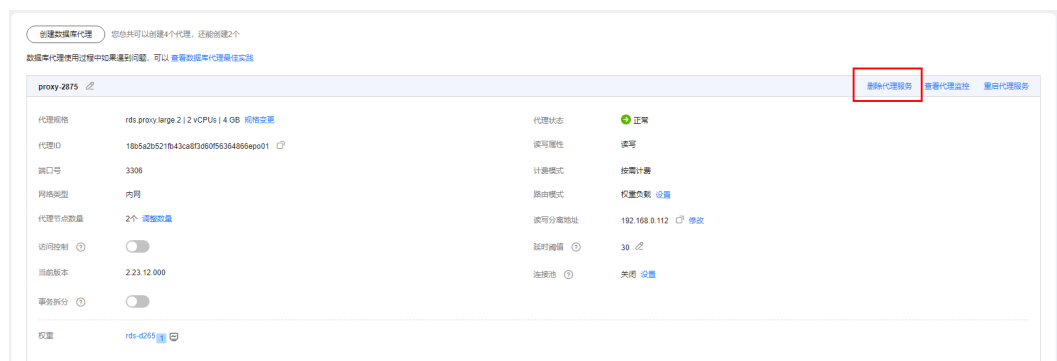 创建数据库代理 您总共可以创建4个代理，还能创建2个
数据库代理使用过程中如果遇到问题，可以 查看数据库代理最佳实践
proxy-2875 删除代理服务 查看代理监控 重启代理服务
代理规格 rds.proxy.large.2 | 2 vCPUs | 4 GB 规格变更 代理状态 正常
代理ID 18b5a2b521fb43ca8f3d60f56364866epo01 读写属性 读写
端口号 3306 计费模式 按需计费
网络类型 内网 路由模式 权重负载 设置
代理节点数量 2个 调整数量 读写分离地址 192.168.0.112 修改
访问控制 延时阈值 30
当前版本 2.23.12.000 连接池 关闭 设置
事务拆分
权重 rds-d265 1